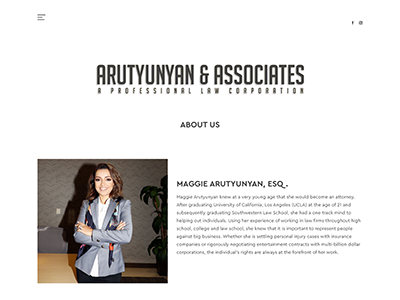 ARUTYUNYAN & ASSOCIATES
A PROFESSIONAL LAW CORPORATION
ABOUT US
MAGGIE ARUTYUNYAN, ESQ.
Maggie Arutyunyan knew at a very young age that she would become an attorney.
After graduating University of California, Los Angeles (UCLA) at the age of 21 and
subsequently graduating Southwestern Law School, she had a one track mind to
helping out individuals. Using her experience of working in law firms throughout high
school, college and law school, she knew that it is important to represent people
against big business. Whether she is settling personal injury cases with insurance
companies or rigorously negotiating entertainment contracts with multi-billion dollar
corporations, the individual's rights are always at the forefront of her work.